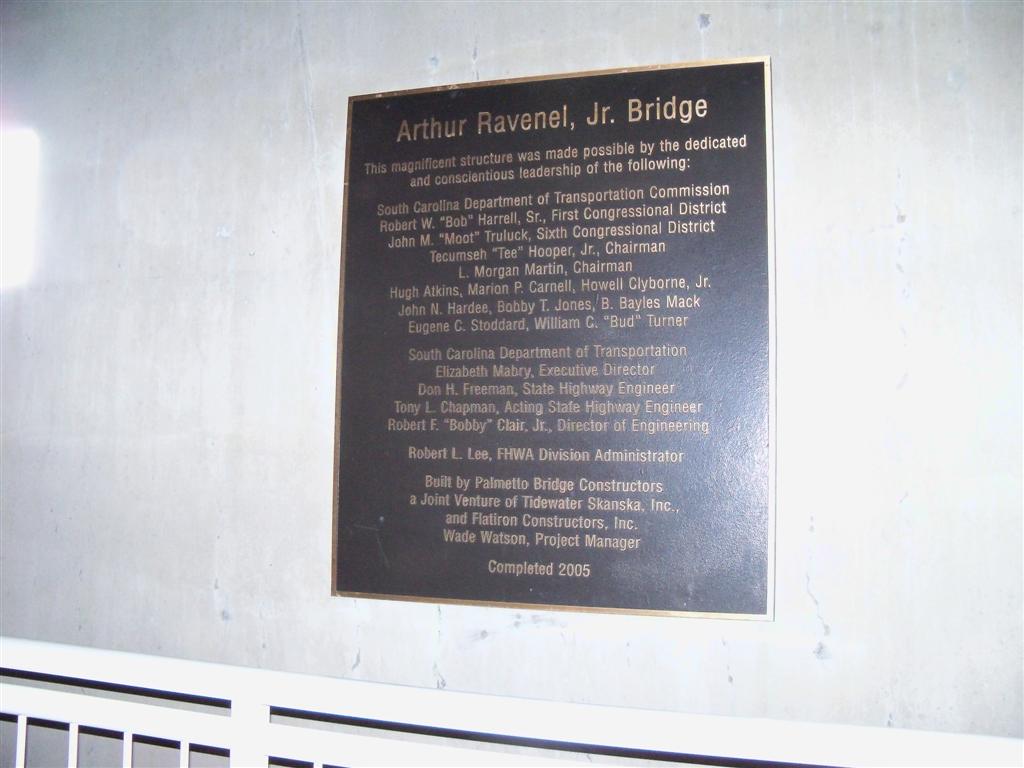 Arthur Ravenel, Jr. Bridge
This magnificent structure was made possible by the dedicated
and conscientious leadership of the following:
South Carolina Department of Transportation Commission
Robert W. "Bob" Harrell, Sr., First Congressional District
John M. "Moot" Truluck, Sixth Congressional District
Tecumseh "Tee" Hooper, Jr., Chairman
L. Morgan Martin, Chairman
Hugh Atkins, Marion P. Carnell, Howell Clyborne, Jr.
John N. Hardee, Bobby T. Jones, B. Bayles Mack
Eugene C. Stoddard, William C. "Bud" Turner
South Carolina Department of Transportation
Elizabeth Mabry, Executive Director
Don H. Freeman, State Highway Engineer
Tony L. Chapman, Acting State Highway Engineer
Robert F. "Bobby" Clair, Jr., Director of Engineering
Robert L. Lee, FHWA Division Administrator
Built by Palmetto Bridge Constructors
a Joint Venture of Tidewater Skanska, Inc.,
and Flatiron Constructors, Inc.
Wade Watson, Project Manager
Completed 2005